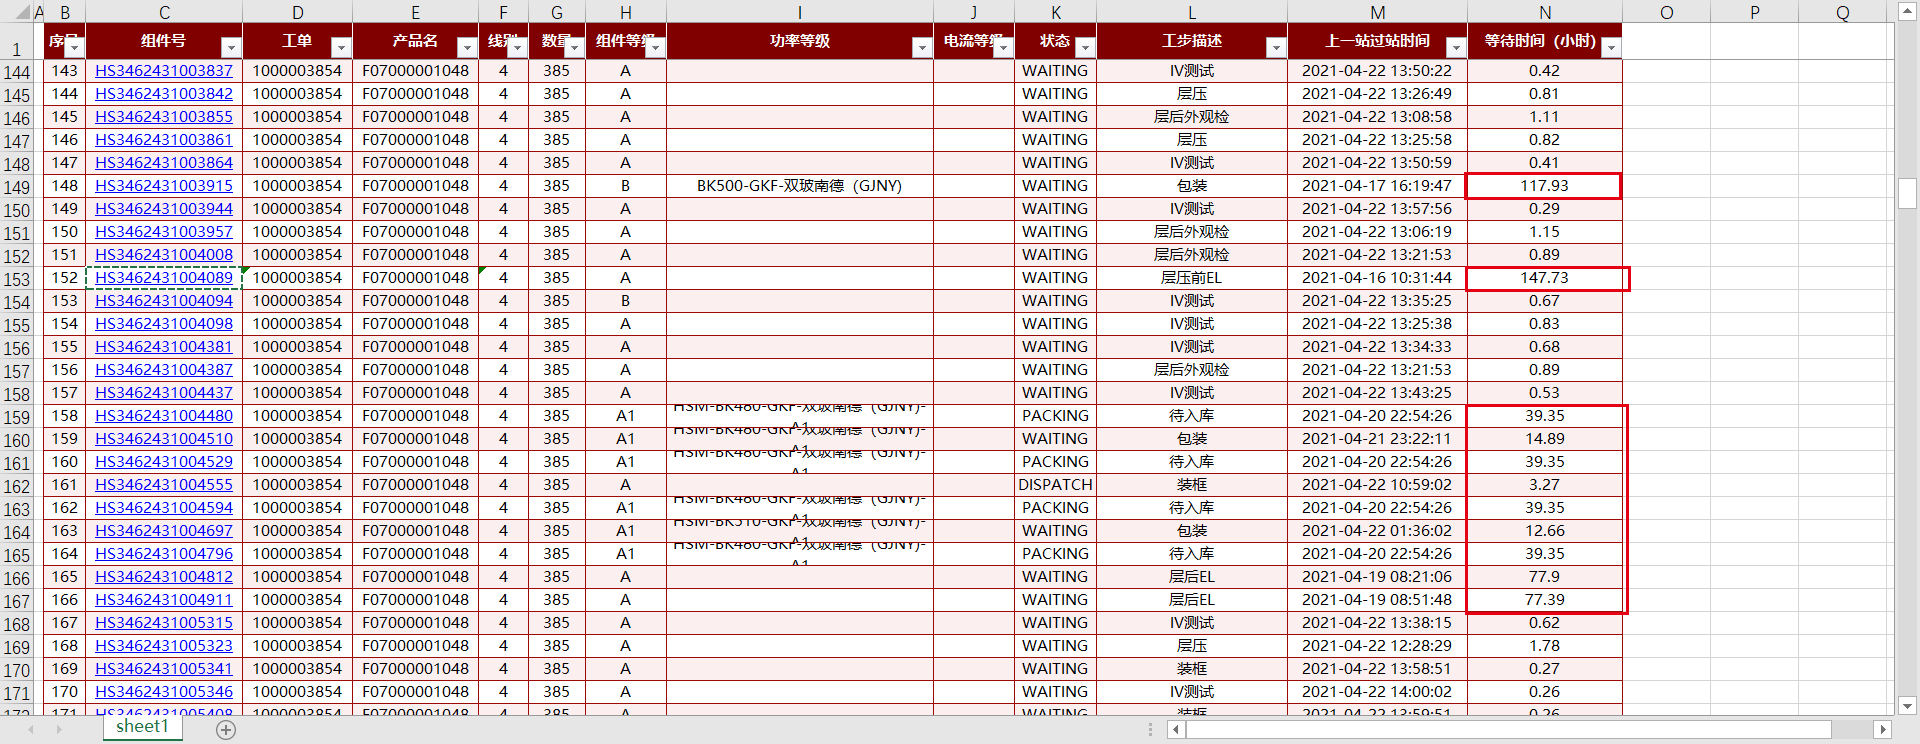 A B C D E F G H I J K L M N O P Q
1 序号 组件号 工单 产品名 线别 数量 组件等级 功率等级 电流等级 状态 工步描述 上一站过站时间 等待时间（小时）
144 143 HS3462431003837 1000003854 F07000001048 4 385 A WAITING IV测试 2021-04-22 13:50:22 0.42
145 144 HS3462431003842 1000003854 F07000001048 4 385 A WAITING 层压 2021-04-22 13:26:49 0.81
146 145 HS3462431003855 1000003854 F07000001048 4 385 A WAITING 层后外观检 2021-04-22 13:08:58 1.11
147 146 HS3462431003861 1000003854 F07000001048 4 385 A WAITING 层压 2021-04-22 13:25:58 0.82
148 147 HS3462431003864 1000003854 F07000001048 4 385 A WAITING IV测试 2021-04-22 13:50:59 0.41
149 148 HS3462431003915 1000003854 F07000001048 4 385 B BK500-GKF-双玻南德（GJNY) WAITING 包装 2021-04-17 16:19:47 117.93
150 149 HS3462431003944 1000003854 F07000001048 4 385 A WAITING IV测试 2021-04-22 13:57:56 0.29
151 150 HS3462431003957 1000003854 F07000001048 4 385 A WAITING 层后外观检 2021-04-22 13:06:19 1.15
152 151 HS3462431004008 1000003854 F07000001048 4 385 A WAITING 层后外观检 2021-04-22 13:21:53 0.89
153 152 HS3462431004089 1000003854 F07000001048 4 385 A WAITING 层压前EL 2021-04-16 10:31:44 147.73
154 153 HS3462431004094 1000003854 F07000001048 4 385 B WAITING IV测试 2021-04-22 13:35:25 0.67
155 154 HS3462431004098 1000003854 F07000001048 4 385 A WAITING IV测试 2021-04-22 13:25:38 0.83
156 155 HS3462431004381 1000003854 F07000001048 4 385 A WAITING IV测试 2021-04-22 13:34:33 0.68
157 156 HS3462431004387 1000003854 F07000001048 4 385 A WAITING 层后外观检 2021-04-22 13:21:53 0.89
158 157 HS3462431004437 1000003854 F07000001048 4 385 A WAITING IV测试 2021-04-22 13:43:25 0.53
159 158 HS3462431004480 1000003854 F07000001048 4 385 A1 HSM-BK480-GKF-双玻南德（GJNY)-A1 PACKING 待入库 2021-04-20 22:54:26 39.35
160 159 HS3462431004510 1000003854 F07000001048 4 385 A1 HSM-BK480-GKF-双玻南德（GJNY)-A1 WAITING 包装 2021-04-21 23:22:11 14.89
161 160 HS3462431004529 1000003854 F07000001048 4 385 A1 HSM-BK480-GKF-双玻南德（GJNY)-A1 PACKING 待入库 2021-04-20 22:54:26 39.35
162 161 HS3462431004555 1000003854 F07000001048 4 385 A DISPATCH 装框 2021-04-22 10:59:02 3.27
163 162 HS3462431004594 1000003854 F07000001048 4 385 A1 HSM-BK480-GKF-双玻南德（GJNY)-A1 PACKING 待入库 2021-04-20 22:54:26 39.35
164 163 HS3462431004697 1000003854 F07000001048 4 385 A1 HSM-BK510-GKF-双玻南德（GJNY)-A1 WAITING 包装 2021-04-22 01:36:02 12.66
165 164 HS3462431004796 1000003854 F07000001048 4 385 A1 HSM-BK480-GKF-双玻南德（GJNY)-A1 PACKING 待入库 2021-04-20 22:54:26 39.35
166 165 HS3462431004812 1000003854 F07000001048 4 385 A WAITING 层后EL 2021-04-19 08:21:06 77.9
167 166 HS3462431004911 1000003854 F07000001048 4 385 A WAITING 层后EL 2021-04-19 08:51:48 77.39
168 167 HS3462431005315 1000003854 F07000001048 4 385 A WAITING IV测试 2021-04-22 13:38:15 0.62
169 168 HS3462431005323 1000003854 F07000001048 4 385 A WAITING 层压 2021-04-22 12:28:29 1.78
170 169 HS3462431005341 1000003854 F07000001048 4 385 A WAITING 装框 2021-04-22 13:58:51 0.27
171 170 HS3462431005346 1000003854 F07000001048 4 385 A WAITING IV测试 2021-04-22 14:00:02 0.26
172 171 HS3462431005408 1000003854 F07000001048 4 385 A WAITING 装框 2021-04-22 13:59:51 0.26
sheet1